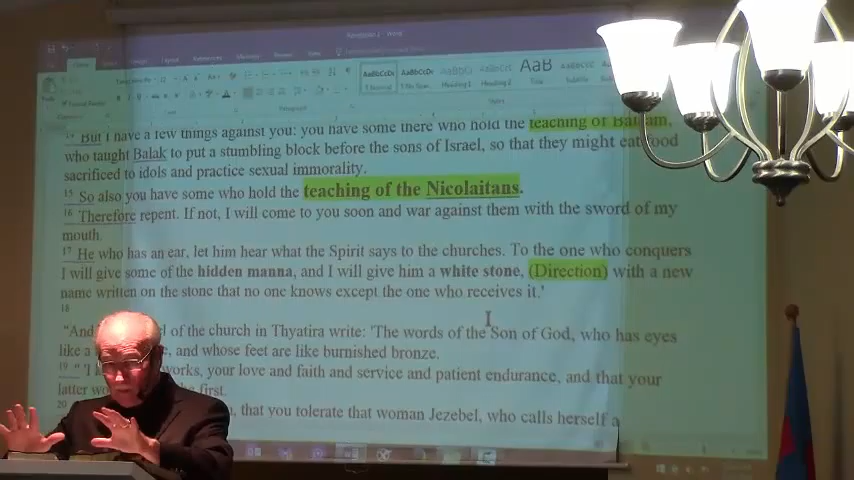 AaBbCcDc AaBbCcDc AaBbCc AaBbCcC AaB AaBbCcC
But I have a few things against you: you have some there who hold the teaching of Balaam,
who taught Balak to put a stumbling block before the sons of Israel, so that they might eat food
sacrificed to idols and practice sexual immorality.
15 So also you have some who hold the teaching of the Nicolaitans.
16 Therefore repent. If not, I will come to you soon and war against them with the sword of my
mouth.
17 He who has an ear, let him hear what the Spirit says to the churches. To the one who conquers
I will give some of the hidden manna, and I will give him a white stone, (Direction) with a new
name written on the stone that no one knows except the one who receives it.'
18
"And of the church in Thyatira write: 'The words of the Son of God, who has eyes
like a and whose feet are like burnished bronze.
19 "'I works, your love and faith and service and patient endurance, and that your
latter the first.
20 that you tolerate that woman Jezebel, who calls herself a